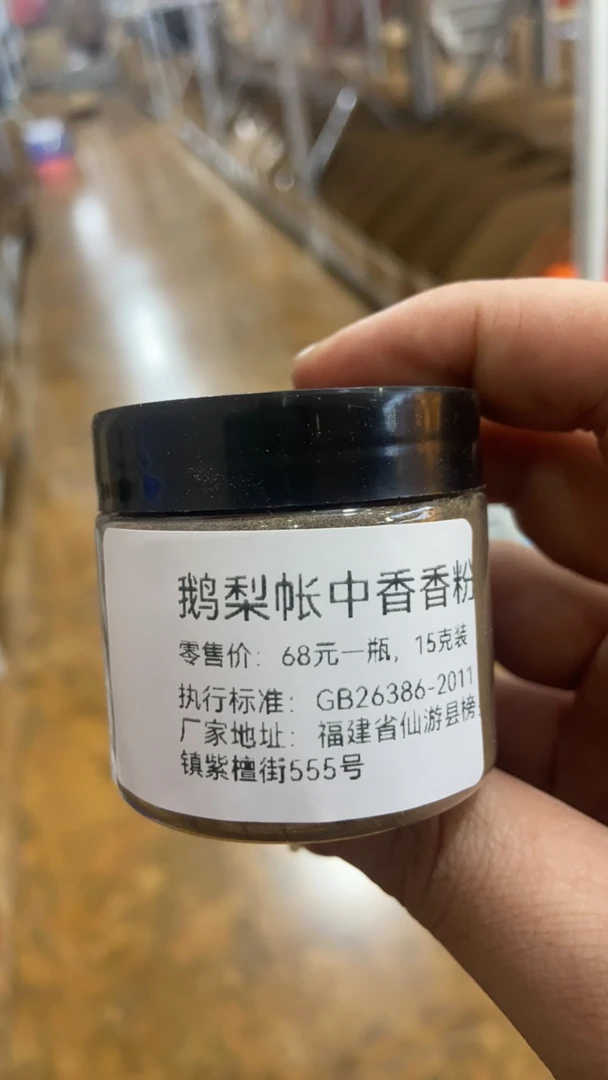 鹅梨帐中香香粉
零售价：68元一瓶，15克装
执行标准：GB26386-2011
厂家地址：福建省仙游县榜
镇紫檀街555号